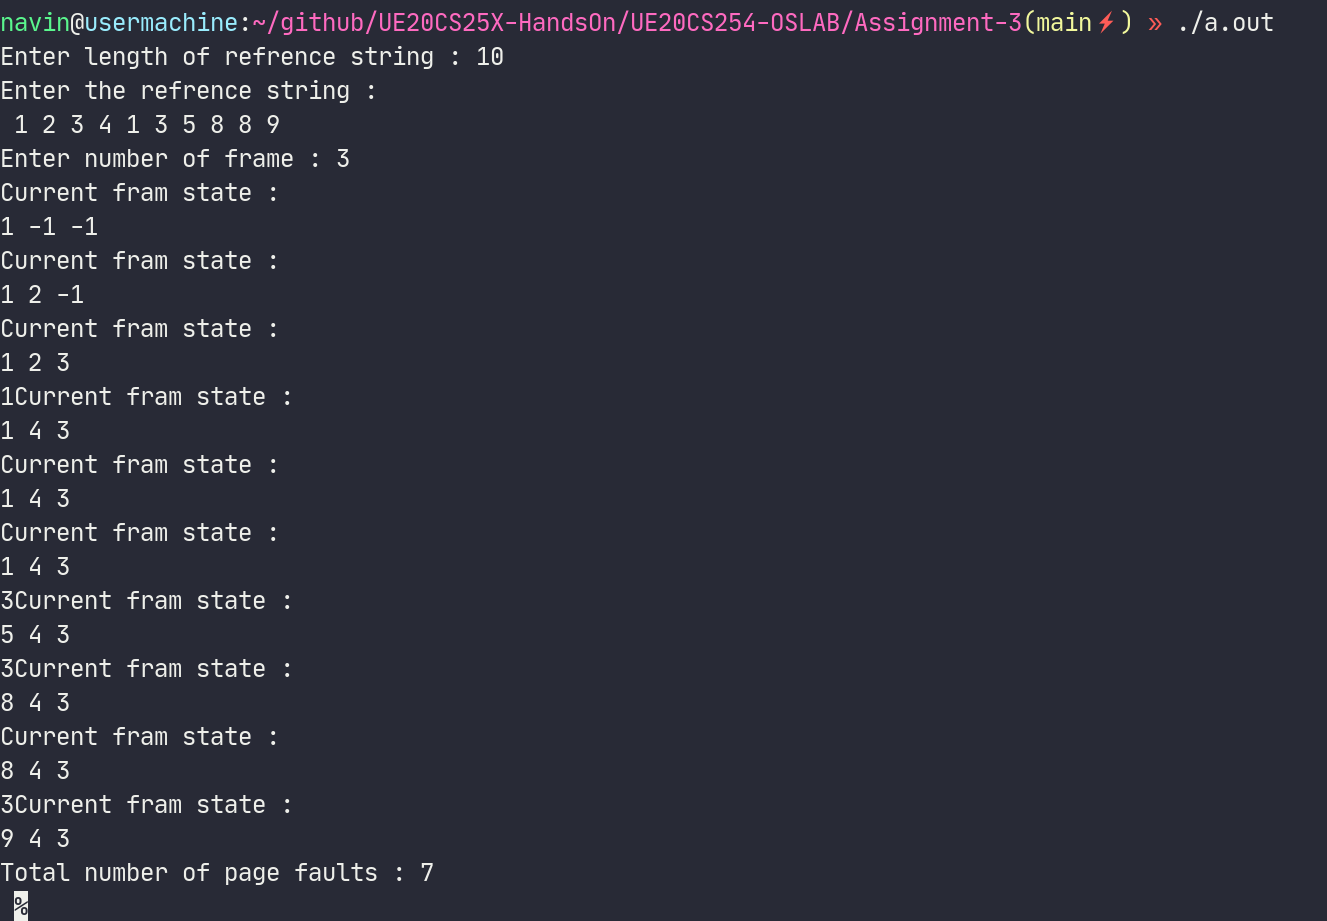 navin@usermachine:~/github/UE20CS25X-HandsOn/UE20CS254-OSLAB/Assignment-3(main⚡) » ./a.out
Enter length of refrence string : 10
Enter the refrence string :
 1 2 3 4 1 3 5 8 8 9
Enter number of frame : 3
Current fram state :
1 -1 -1
Current fram state :
1 2 -1
Current fram state :
1 2 3
1Current fram state :
1 4 3
Current fram state :
1 4 3
Current fram state :
1 4 3
3Current fram state :
5 4 3
3Current fram state :
8 4 3
Current fram state :
8 4 3
3Current fram state :
9 4 3
Total number of page faults : 7
 %